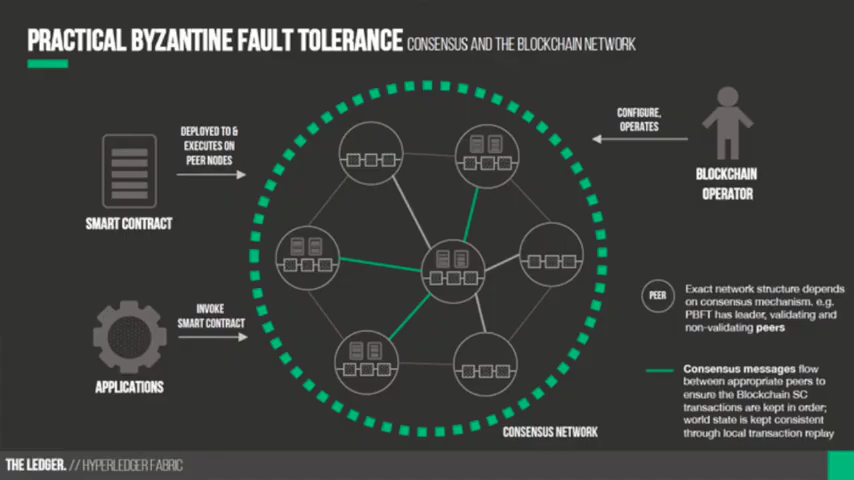 PRACTICAL BYZANTINE FAULT TOLERANCE CONSENSUS AND THE BLOCKCHAIN NETWORK
DEPLOYED TO &
EXECUTES ON
PEER NODES
SMART CONTRACT
CONFIGURE,
OPERATES
BLOCKCHAIN
OPERATOR
INVOKE
SMART CONTRACT
APPLICATIONS
PEER
Exact network structure depends
on consensus mechanism. e.g.
PBFT has leader, validating and
non-validating peers
Consensus messages flow
between appropriate peers to
ensure the Blockchain SC
transactions are kept in order;
world state is kept consistent
through local transaction replay
CONSENSUS NETWORK
THE LEDGER. // HYPERLEDGER FABRIC